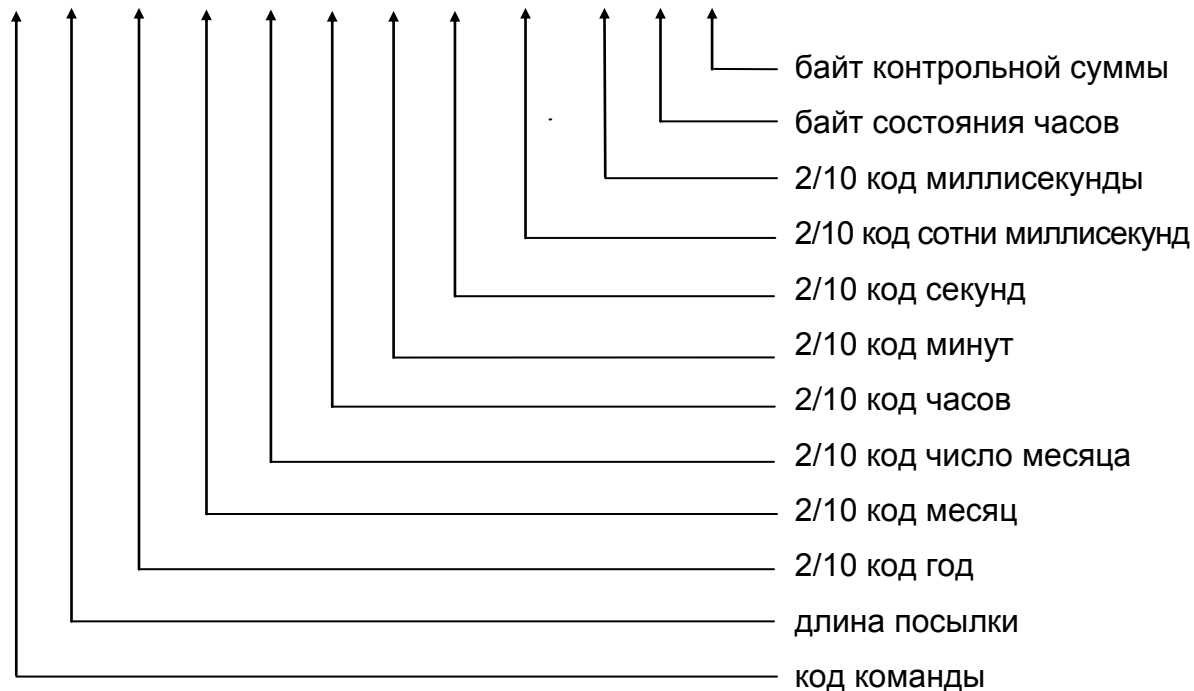 байт контрольной суммы
байт состояния часов
2/10 код миллисекунды
2/10 код сотни миллисекунд
2/10 код секунд
2/10 код минут
2/10 код часов
2/10 код число месяца
2/10 код месяц
2/10 код год
длина посылки
код команды